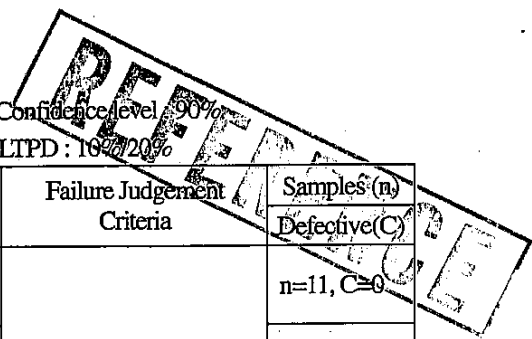 REFERENCE
Confidence level : 90%
LTPD : 10%/20%
Failure Judgement
Criteria
Samples (n)
Defective(C)
n=11, C=0